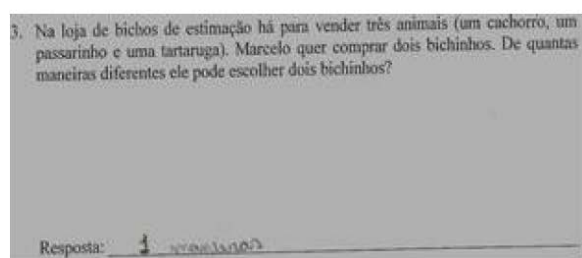 3. Na loja de bichos de estimação há para vender três animais (um cachorro, um
passarinho e uma tartaruga). Marcelo quer comprar dois bichinhos. De quantas
maneiras diferentes ele pode escolher dois bichinhos?
Resposta: 1